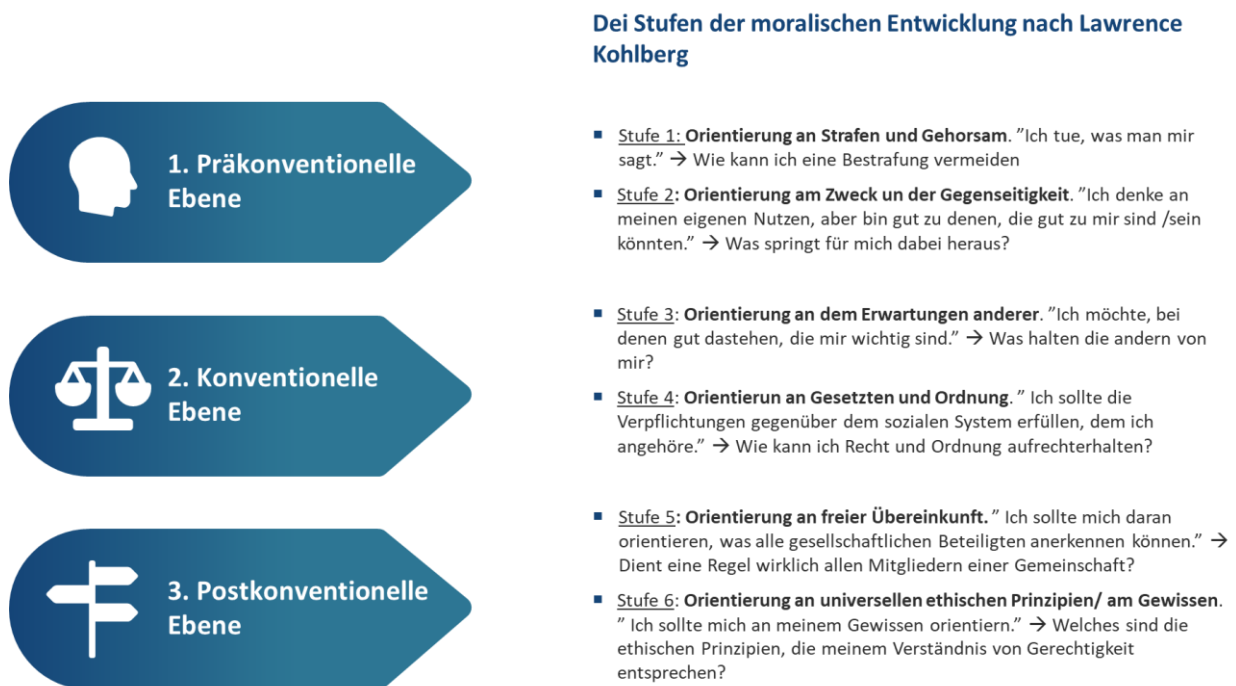 Dei Stufen der moralischen Entwicklung nach Lawrence
Kohlberg
1. Präkonventionelle
Ebene
▪ Stufe 1: Orientierung an Strafen und Gehorsam. ”Ich tue, was man mir
sagt.” → Wie kann ich eine Bestrafung vermeiden
▪ Stufe 2: Orientierung am Zweck un der Gegenseitigkeit. ”Ich denke an
meinen eigenen Nutzen, aber bin gut zu denen, die gut zu mir sind /sein
könnten.” → Was springt für mich dabei heraus?
2. Konventionelle
Ebene
▪ Stufe 3: Orientierung an dem Erwartungen anderer. ”Ich möchte, bei
denen gut dastehen, die mir wichtig sind.” → Was halten die andern von
mir?
▪ Stufe 4: Orientierun an Gesetzten und Ordnung. ” Ich sollte die
Verpflichtungen gegenüber dem sozialen System erfüllen, dem ich
angehöre.” → Wie kann ich Recht und Ordnung aufrechterhalten?
3. Postkonventionelle
Ebene
▪ Stufe 5: Orientierung an freier Übereinkunft. ” Ich sollte mich daran
orientieren, was alle gesellschaftlichen Beteiligten anerkennen können.” →
Dient eine Regel wirklich allen Mitgliedern einer Gemeinschaft?
▪ Stufe 6: Orientierung an universellen ethischen Prinzipien/ am Gewissen.
” Ich sollte mich an meinem Gewissen orientiern.” → Welches sind die
ethischen Prinzipien, die meinem Verständnis von Gerechtigkeit
entsprechen?